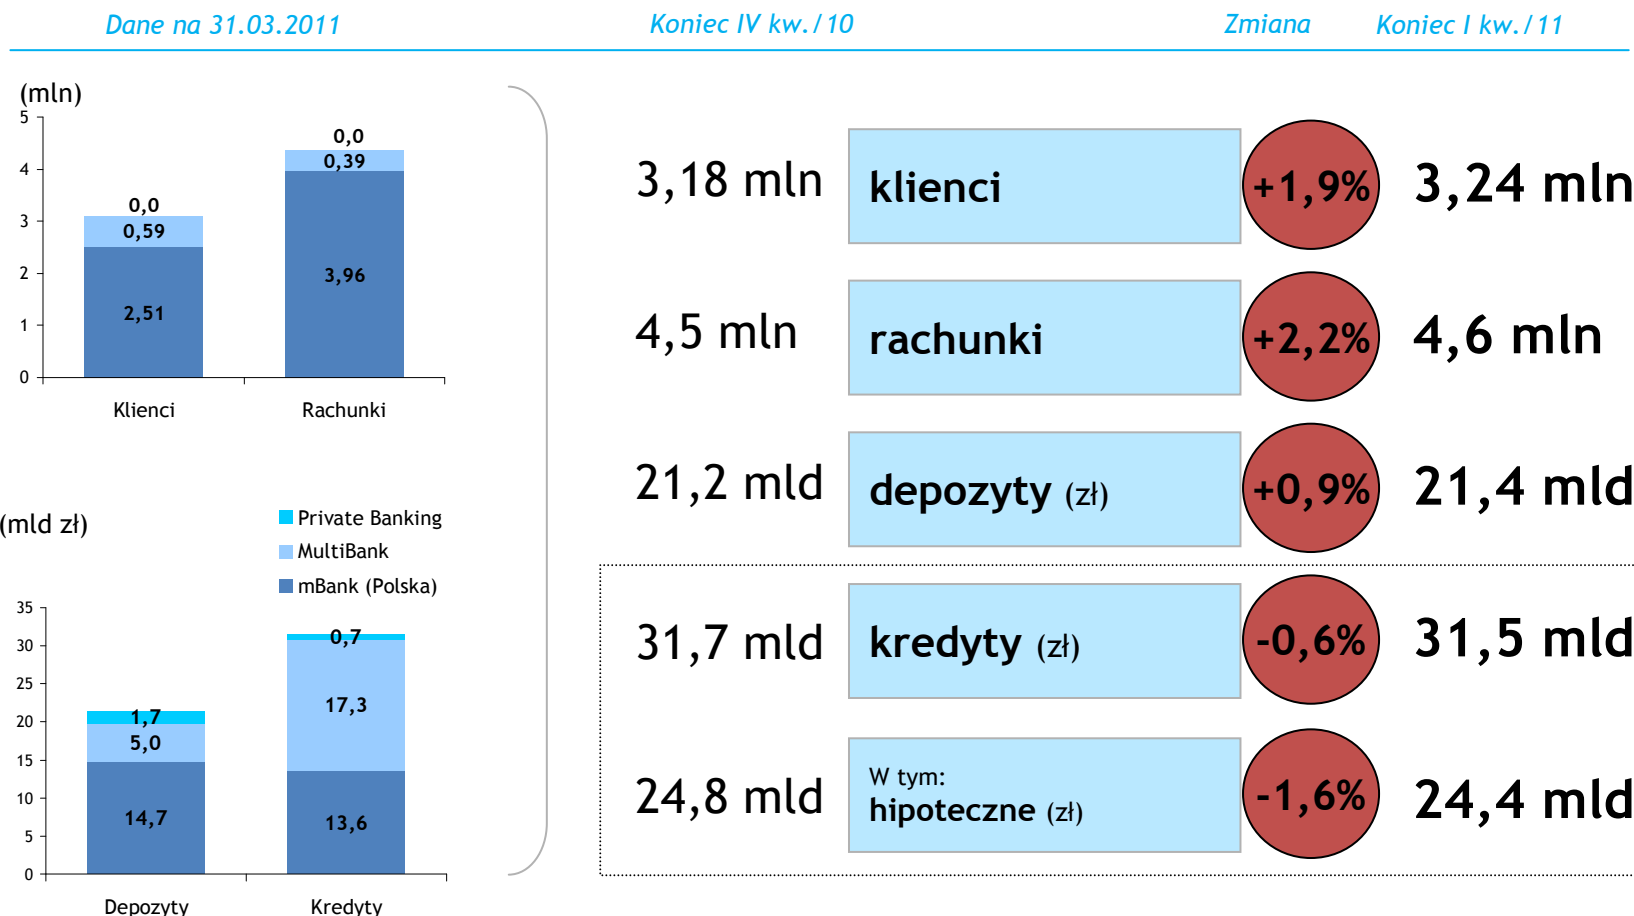 Dane na 31.03.2011 Koniec IV kw./10 Zmiana Koniec I kw./11
(mln)
5
4
3
2
1
0
0,0
0,59
2,51
0,0
0,39
3,96
Klienci Rachunki
(mld zł)
Private Banking
MultiBank
mBank (Polska)
35
30
25
20
15
10
5
0
1,7
5,0
14,7
0,7
17,3
13,6
Depozyty Kredyty
3,18 mln klienci +1,9% 3,24 mln
4,5 mln rachunki +2,2% 4,6 mln
21,2 mld depozyty (zł) +0,9% 21,4 mld
31,7 mld kredyty (zł) -0,6% 31,5 mld
24,8 mld W tym:
hipoteczne (zł) -1,6% 24,4 mld